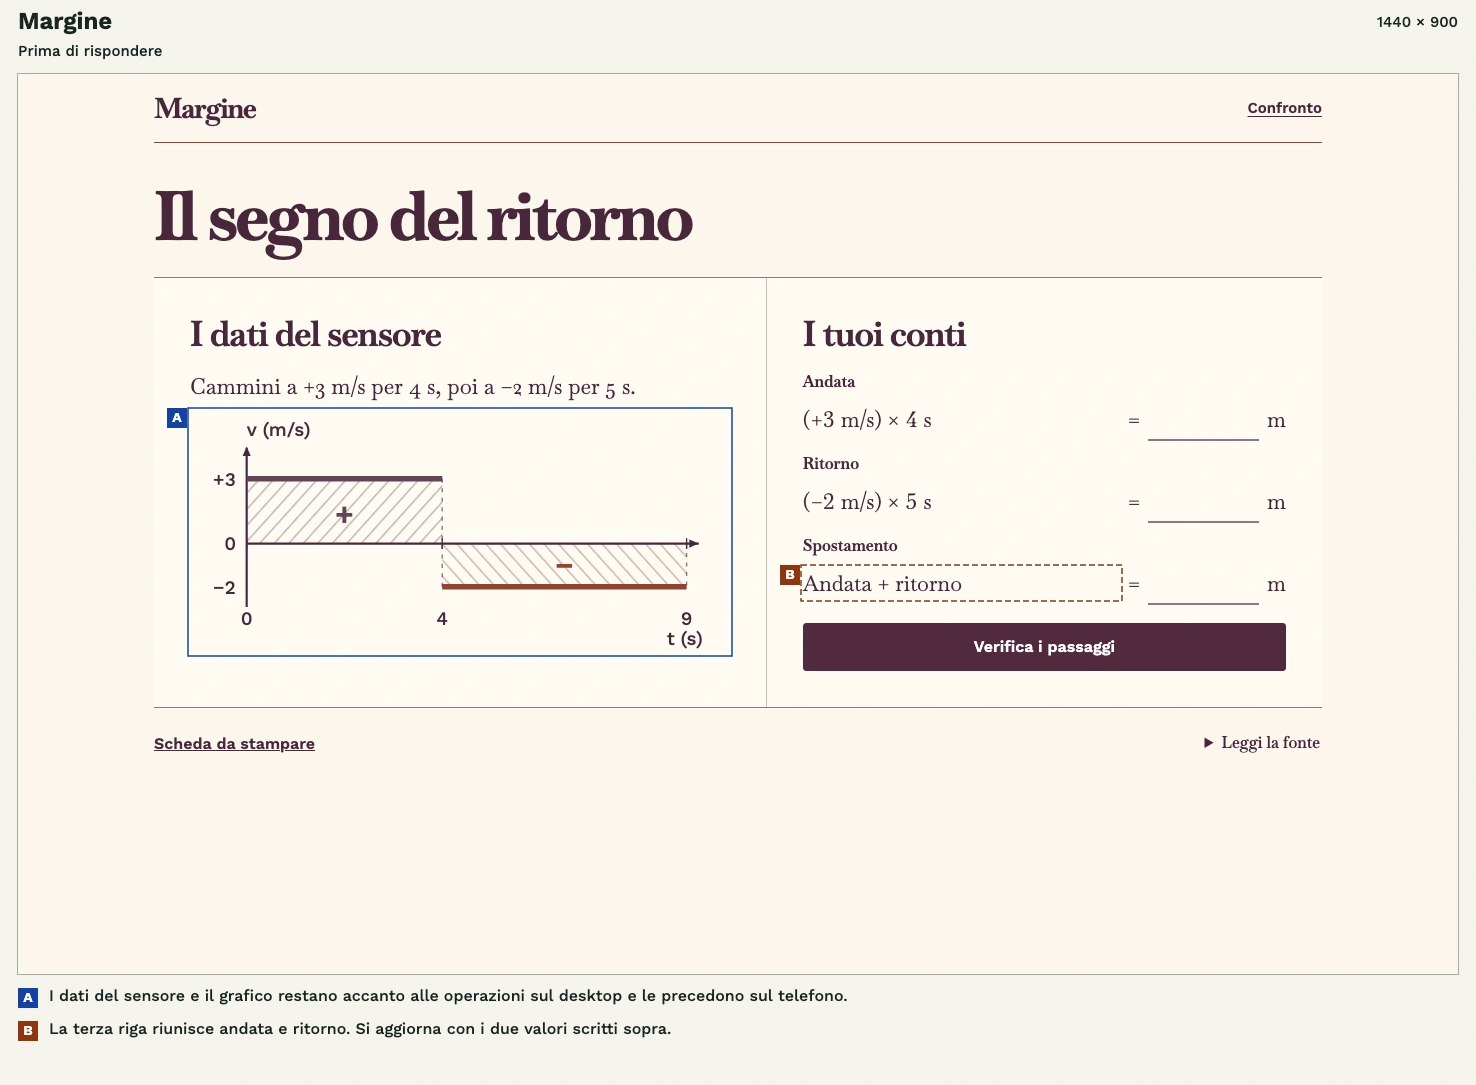 Margine
1440 × 900
Prima di rispondere
Margine
Confronto
Il segno del ritorno
I dati del sensore
Cammini a +3 m/s per 4 s, poi a −2 m/s per 5 s.
A
v (m/s)
+3
+
0
−
−2
0
4
9
t (s)
I tuoi conti
Andata
(+3 m/s) × 4 s
=
m
Ritorno
(−2 m/s) × 5 s
=
m
Spostamento
B
Andata + ritorno
=
m
Verifica i passaggi
Scheda da stampare
▶ Leggi la fonte
A I dati del sensore e il grafico restano accanto alle operazioni sul desktop e le precedono sul telefono.
B La terza riga riunisce andata e ritorno. Si aggiorna con i due valori scritti sopra.